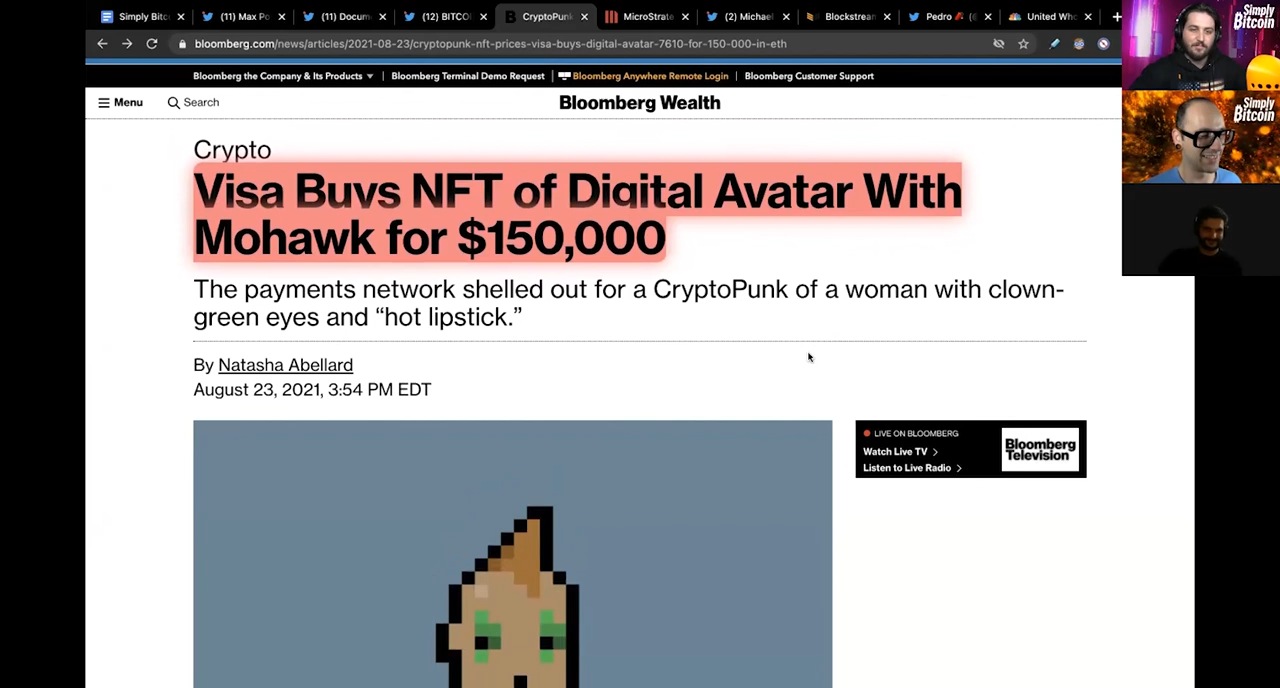 Simply Bitc
(11) Max Po
(11) Docum
(12) BITCO
CryptoPunk
MicroStrate
(2) Michael
Blockstrea
Pedro
United Who
bloomberg.com/news/articles/2021-08-23/cryptopunk-nft-prices-visa-buys-digital-avatar-7610-for-150-000-in-eth
Bloomberg the Company & Its Products
Bloomberg Terminal Demo Request
Bloomberg Anywhere Remote Login
Bloomberg Customer Support
Menu
Search
Bloomberg Wealth
Crypto
Visa Buys NFT of Digital Avatar With
Mohawk for $150,000
The payments network shelled out for a CryptoPunk of a woman with clown-
green eyes and “hot lipstick.”
By Natasha Abellard
August 23, 2021, 3:54 PM EDT
LIVE ON BLOOMBERG
Watch Live TV
Listen to Live Radio
Bloomberg
Television
Simply
Bitcoin
Simply
Bitcoin